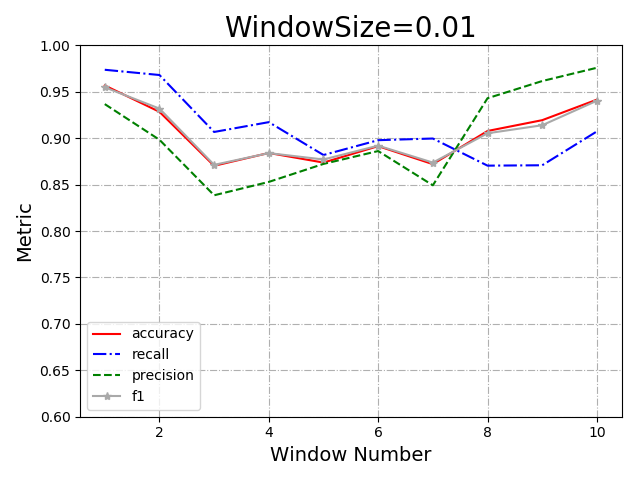 WindowSize=0.01
1.00
0.95
0.90
0.85
0.80
0.75
0.70
0.65
0.60
Metric
accuracy
recall
precision
f1
2
4
6
8
10
Window Number